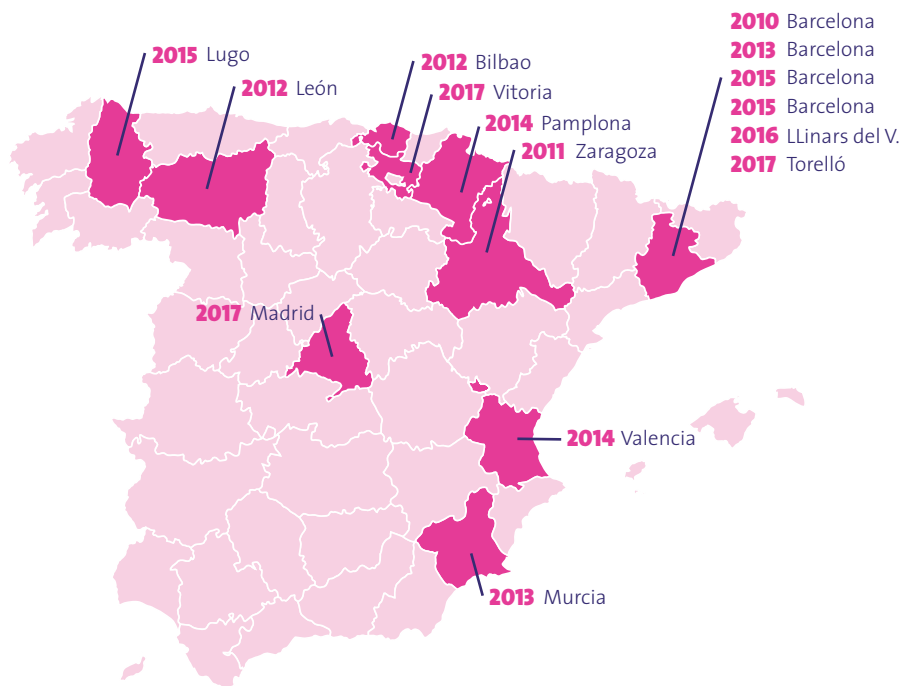 2010 Barcelona
2013 Barcelona
2015 Barcelona
2015 Barcelona
2016 LLinars del V.
2017 Torelló
2015 Lugo
2012 León
2012 Bilbao
2017 Vitoria
2014 Pamplona
2011 Zaragoza
2017 Madrid
2014 Valencia
2013 Murcia